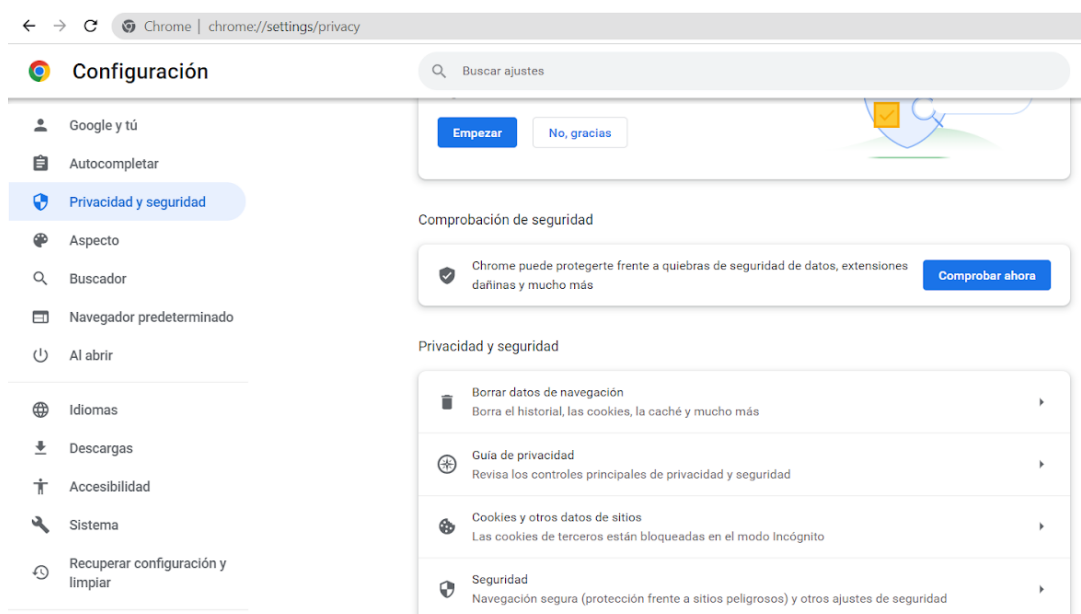 Chrome | chrome://settings/privacy
Configuración
Buscar ajustes
Google y tú
Autocompletar
Privacidad y seguridad
Aspecto
Buscador
Navegador predeterminado
Al abrir
Idiomas
Descargas
Accesibilidad
Sistema
Recuperar configuración y
limpiar
Empezar
No, gracias
Comprobación de seguridad
Chrome puede protegerte frente a quiebras de seguridad de datos, extensiones
dañinas y mucho más
Comprobar ahora
Privacidad y seguridad
Borrar datos de navegación
Borra el historial, las cookies, la caché y mucho más
Guía de privacidad
Revisa los controles principales de privacidad y seguridad
Cookies y otros datos de sitios
Las cookies de terceros están bloqueadas en el modo Incógnito
Seguridad
Navegación segura (protección frente a sitios peligrosos) y otros ajustes de seguridad